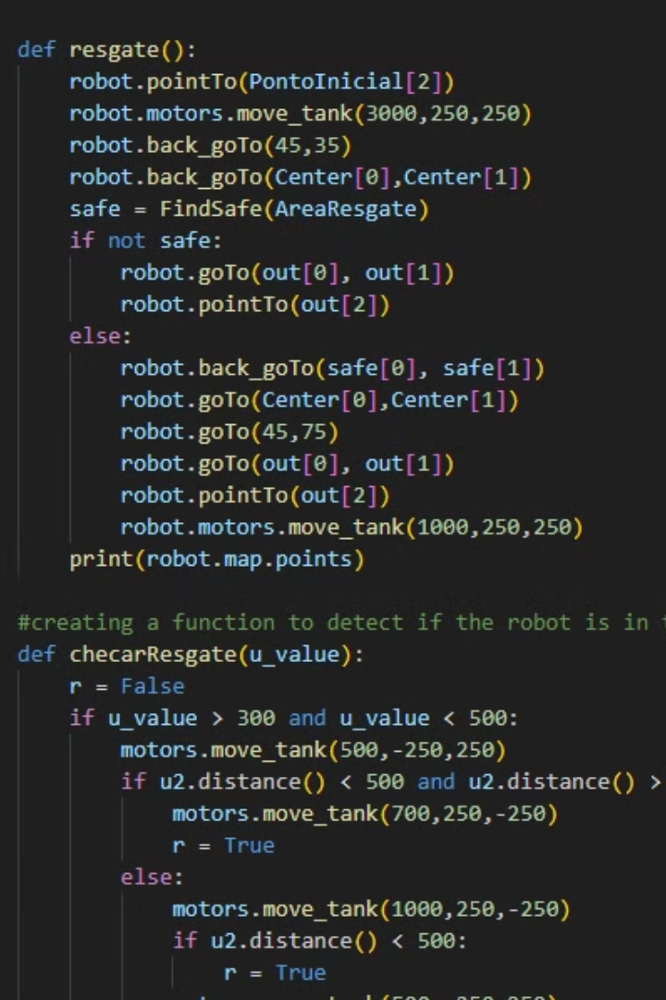 def resgate():
    robot.pointTo(PontoInicial[2])
    robot.motors.move_tank(3000,250,250)
    robot.back_goTo(45,35)
    robot.back_goTo(Center[0],Center[1])
    safe = FindSafe(AreaResgate)
    if not safe:
        robot.goTo(out[0], out[1])
        robot.pointTo(out[2])
    else:
        robot.back_goTo(safe[0], safe[1])
        robot.goTo(Center[0],Center[1])
        robot.goTo(45,75)
        robot.goTo(out[0], out[1])
        robot.pointTo(out[2])
        robot.motors.move_tank(1000,250,250)
    print(robot.map.points)
#creating a function to detect if the robot is in
def checarResgate(u_value):
    r = False
    if u_value > 300 and u_value < 500:
        motors.move_tank(500,-250,250)
        if u2.distance() < 500 and u2.distance() >
            motors.move_tank(700,250,-250)
            r = True
        else:
            motors.move_tank(1000,250,-250)
            if u2.distance() < 500:
                r = True